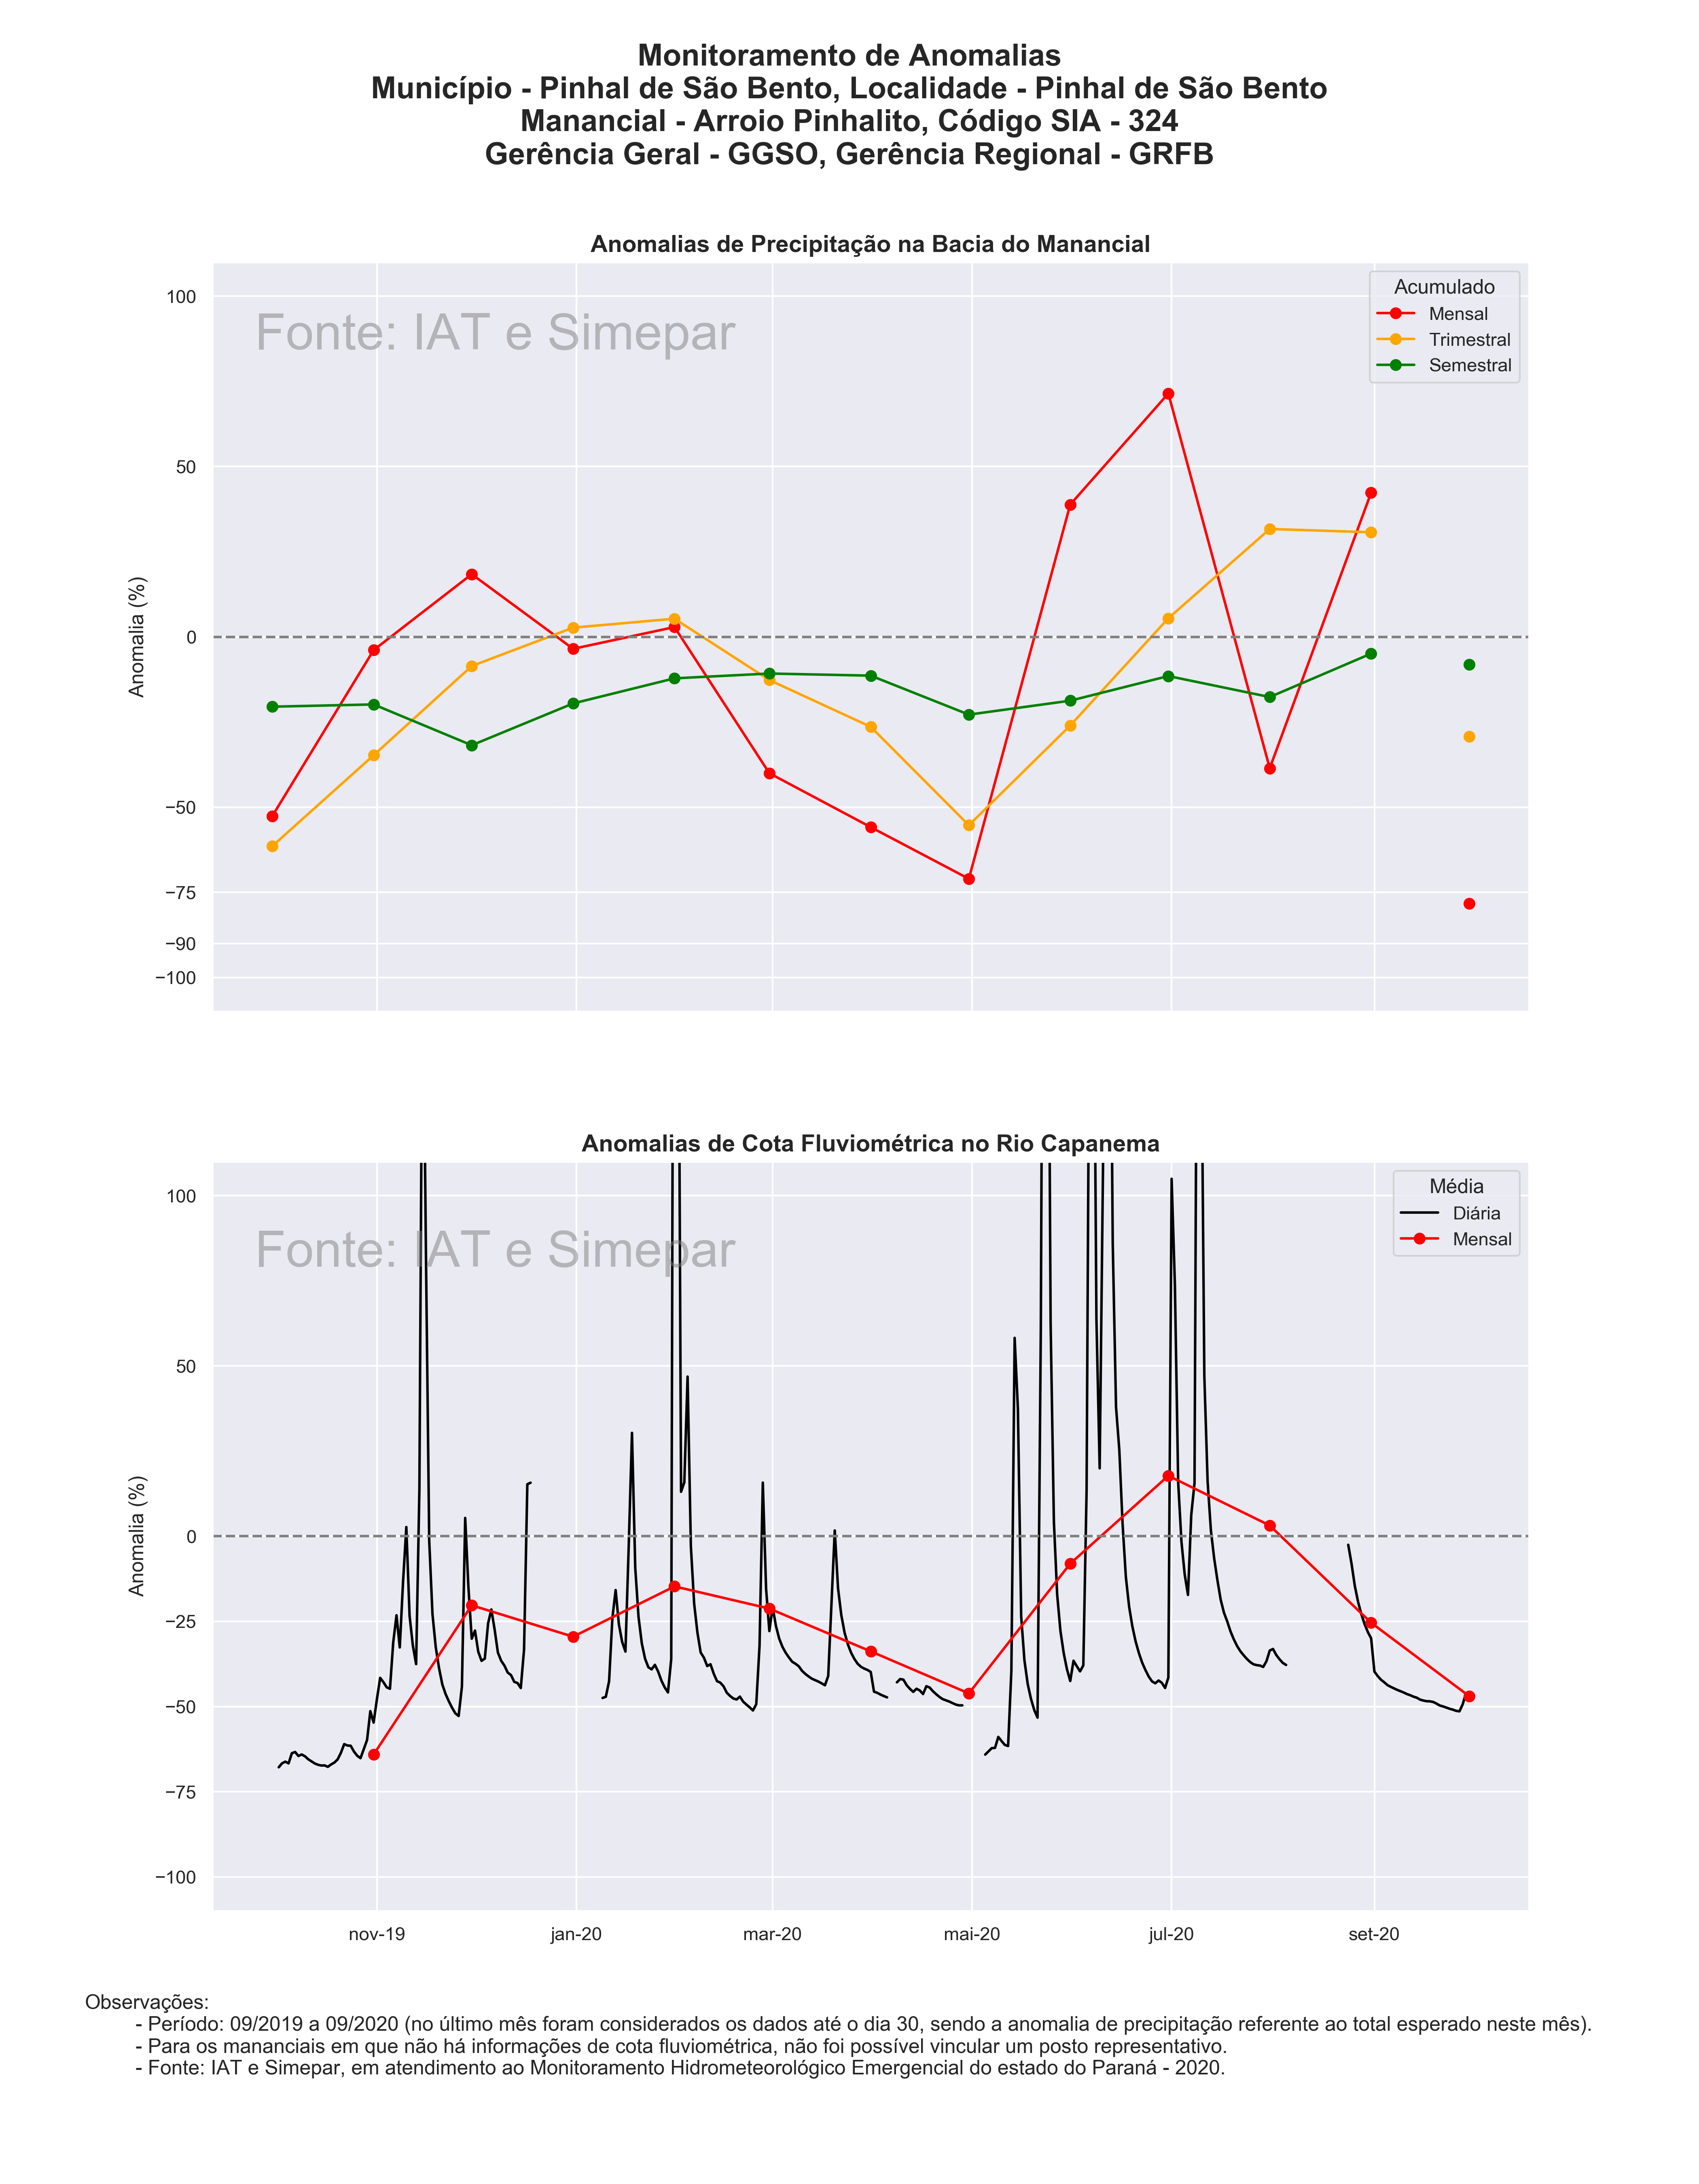 Monitoramento de Anomalias
Município - Pinhal de São Bento, Localidade - Pinhal de São Bento
Manancial - Arroio Pinhalito, Código SIA - 324
Gerência Geral - GGSO, Gerência Regional - GRFB
Anomalias de Precipitação na Bacia do Manancial
Fonte: IAT e Simepar
Acumulado
Mensal
Trimestral
Semestral
Anomalia (%)
100
50
0
−50
−75
−90
−100
Anomalias de Cota Fluviométrica no Rio Capanema
Fonte: IAT e Simepar
Média
Diária
Mensal
Anomalia (%)
100
50
0
−25
−50
−75
−100
nov-19 jan-20 mar-20 mai-20 jul-20 set-20
Observações:
- Período: 09/2019 a 09/2020 (no último mês foram considerados os dados até o dia 30, sendo a anomalia de precipitação referente ao total esperado neste mês).
- Para os mananciais em que não há informações de cota fluviométrica, não foi possível vincular um posto representativo.
- Fonte: IAT e Simepar, em atendimento ao Monitoramento Hidrometeorológico Emergencial do estado do Paraná - 2020.